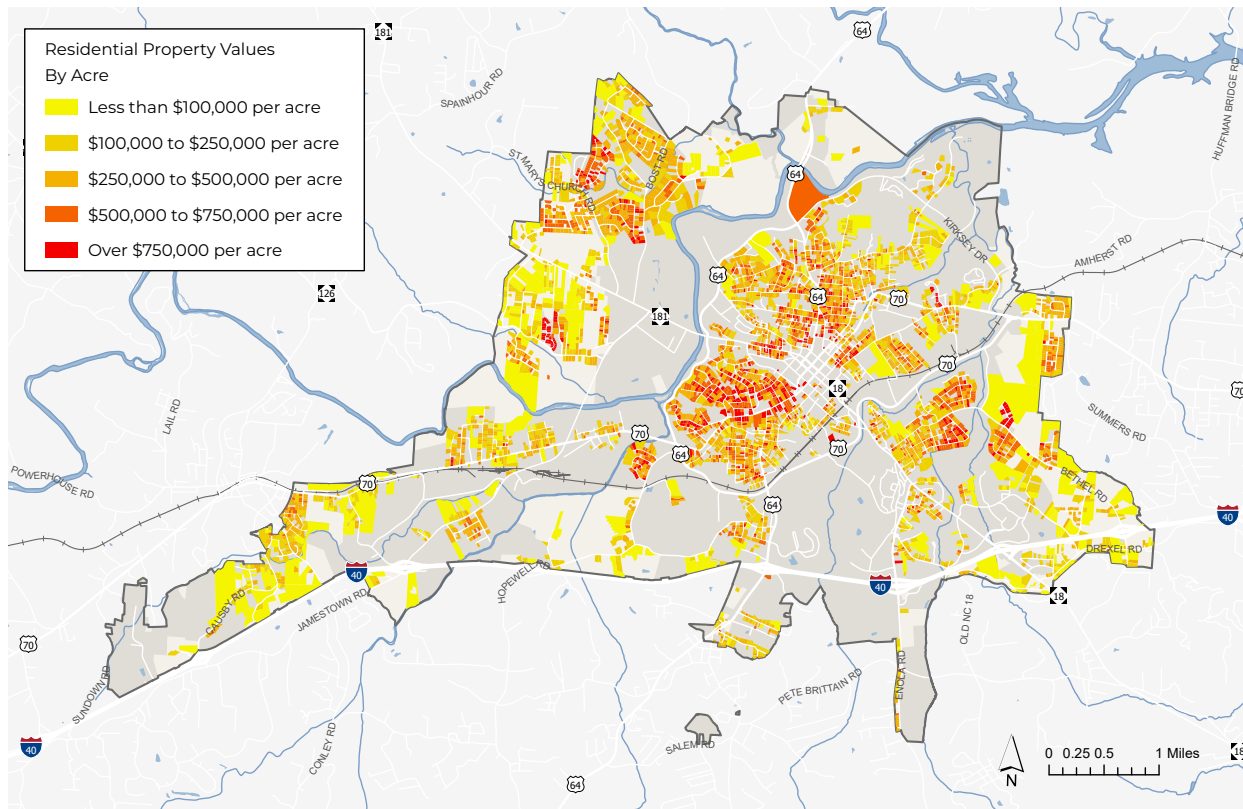 Residential Property Values
By Acre
Less than $100,000 per acre
$100,000 to $250,000 per acre
$250,000 to $500,000 per acre
$500,000 to $750,000 per acre
Over $750,000 per acre
181
64
SPAINHOUR RD
HUFFMAN BRIDGE RD
ST MARYS CHURCH RD
BOST RD
64
KIRKSEY DR
AMHERST RD
64
126
64
70
181
70
18
70
LAIL RD
SUMMERS RD
70
64
70
POWERHOUSE RD
70
BETHEL RD
64
40
DREXEL RD
40
HOPEWELL RD
40
18
CAUSBY RD
JAMESTOWN RD
OLD NC 18
70
SUNDOWN RD
ENOLA RD
PETE BRITTAIN RD
CONLEY RD
SALEM RD
40
64
18
N
0 0.25 0.5 1 Miles